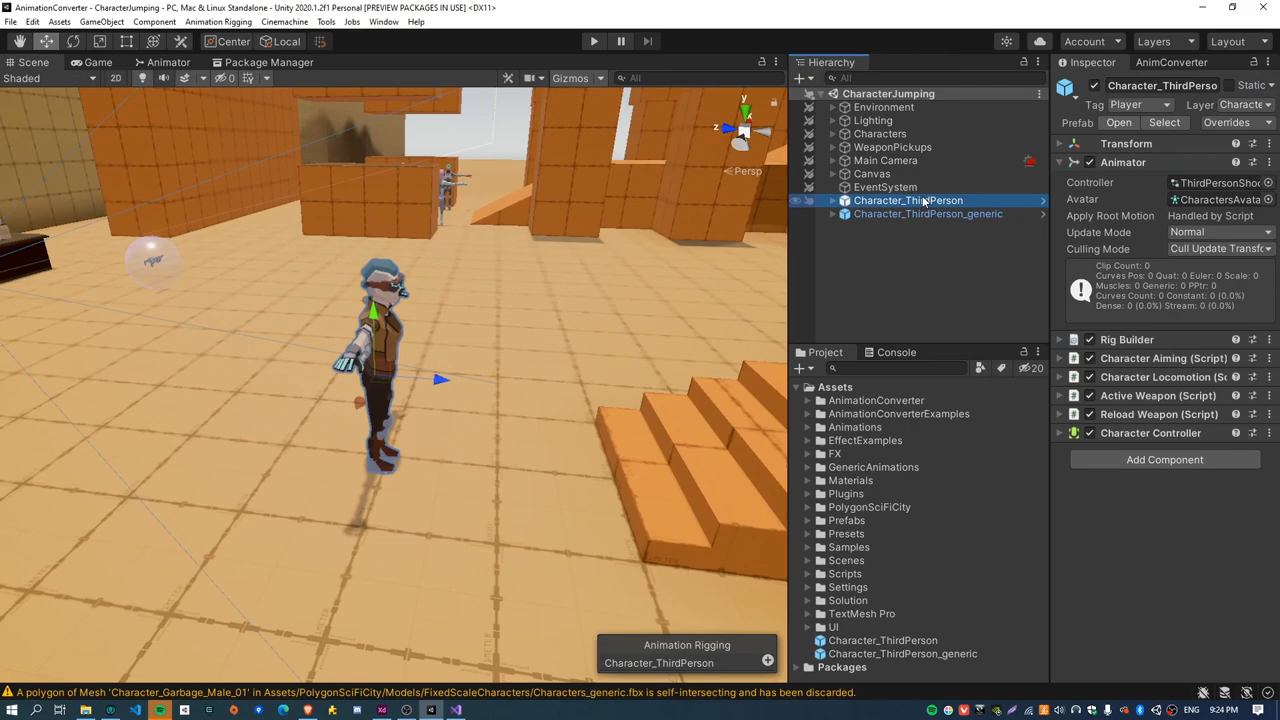 AnimationConverter - CharacterJumping - PC, Mac & Linux Standalone - Unity 2020.1.2f1 Personal [PREVIEW PACKAGES IN USE] <DX11>
File Edit Assets GameObject Component Animation Rigging Cinemachine Tools Jobs Window Help
Center Local Account Layers Layout
Scene Game Animator Package Manager
Shaded 2D 0 Gizmos All
y
x
z
Persp
Animation Rigging
Character_ThirdPerson
Hierarchy
All
CharacterJumping
Environment
Lighting
Characters
WeaponPickups
Main Camera
Canvas
EventSystem
Character_ThirdPerson
Character_ThirdPerson_generic
Project Console
20
Assets
AnimationConverter
AnimationConverterExamples
Animations
EffectExamples
FX
GenericAnimations
Materials
Plugins
PolygonSciFiCity
Prefabs
Presets
Samples
Scenes
Scripts
Settings
Solution
TextMesh Pro
UI
Character_ThirdPerson
Character_ThirdPerson_generic
Packages
Inspector AnimConverter
Character_ThirdPerso Static
Tag Player Layer Characte
Prefab Open Select Overrides
Transform
Animator
Controller ThirdPersonShoc
Avatar CharactersAvata
Apply Root Motion Handled by Script
Update Mode Normal
Culling Mode Cull Update Transf
Clip Count: 0
Curves Pos: 0 Quat: 0 Euler: 0 Scale: 0
Muscles: 0 Generic: 0 PPtr: 0
Curves Count: 0 Constant: 0 (0.0%)
Dense: 0 (0.0%) Stream: 0 (0.0%)
Rig Builder
Character Aiming (Script)
Character Locomotion (Sc
Active Weapon (Script)
Reload Weapon (Script)
Character Controller
Add Component
A polygon of Mesh 'Character_Garbage_Male_01' in Assets/PolygonSciFiCity/Models/FixedScaleCharacters/Characters_generic.fbx is self-intersecting and has been discarded.
9:24 PM